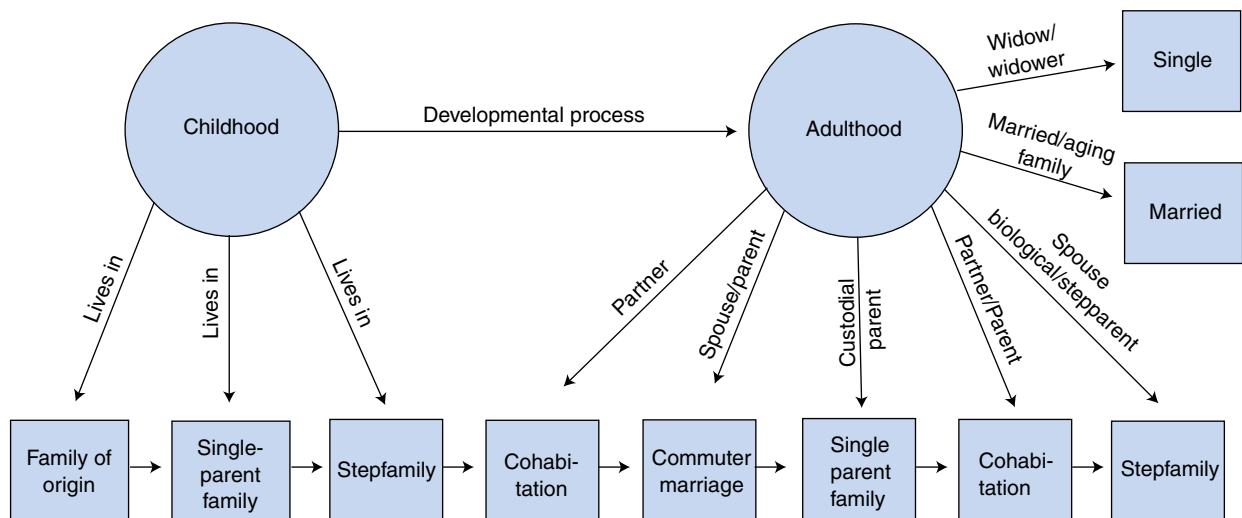 Childhood
Developmental process
Adulthood
Widow/
widower
Single
Married/aging
family
Married
Lives in
Lives in
Lives in
Partner
Spouse/parent
Custodial
parent
Partner/Parent
Spouse
biological/stepparent
Family of
origin
Single-
parent
family
Stepfamily
Cohabi-
tation
Commuter
marriage
Single
parent
family
Cohabi-
tation
Stepfamily